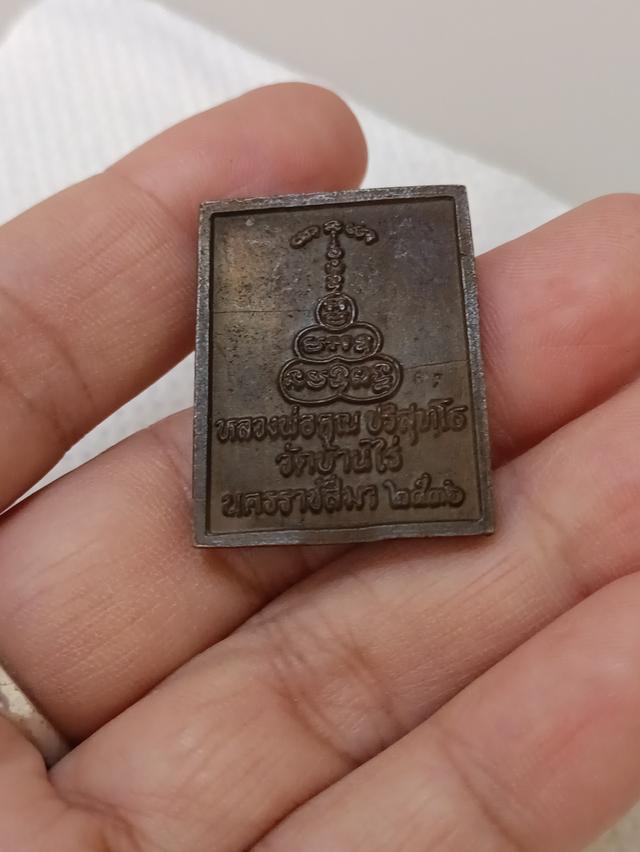 หลวงพ่อคูณ ปริสุทโธ
วัดบ้านไร่
นครราชสีมา ๒๕๓๖